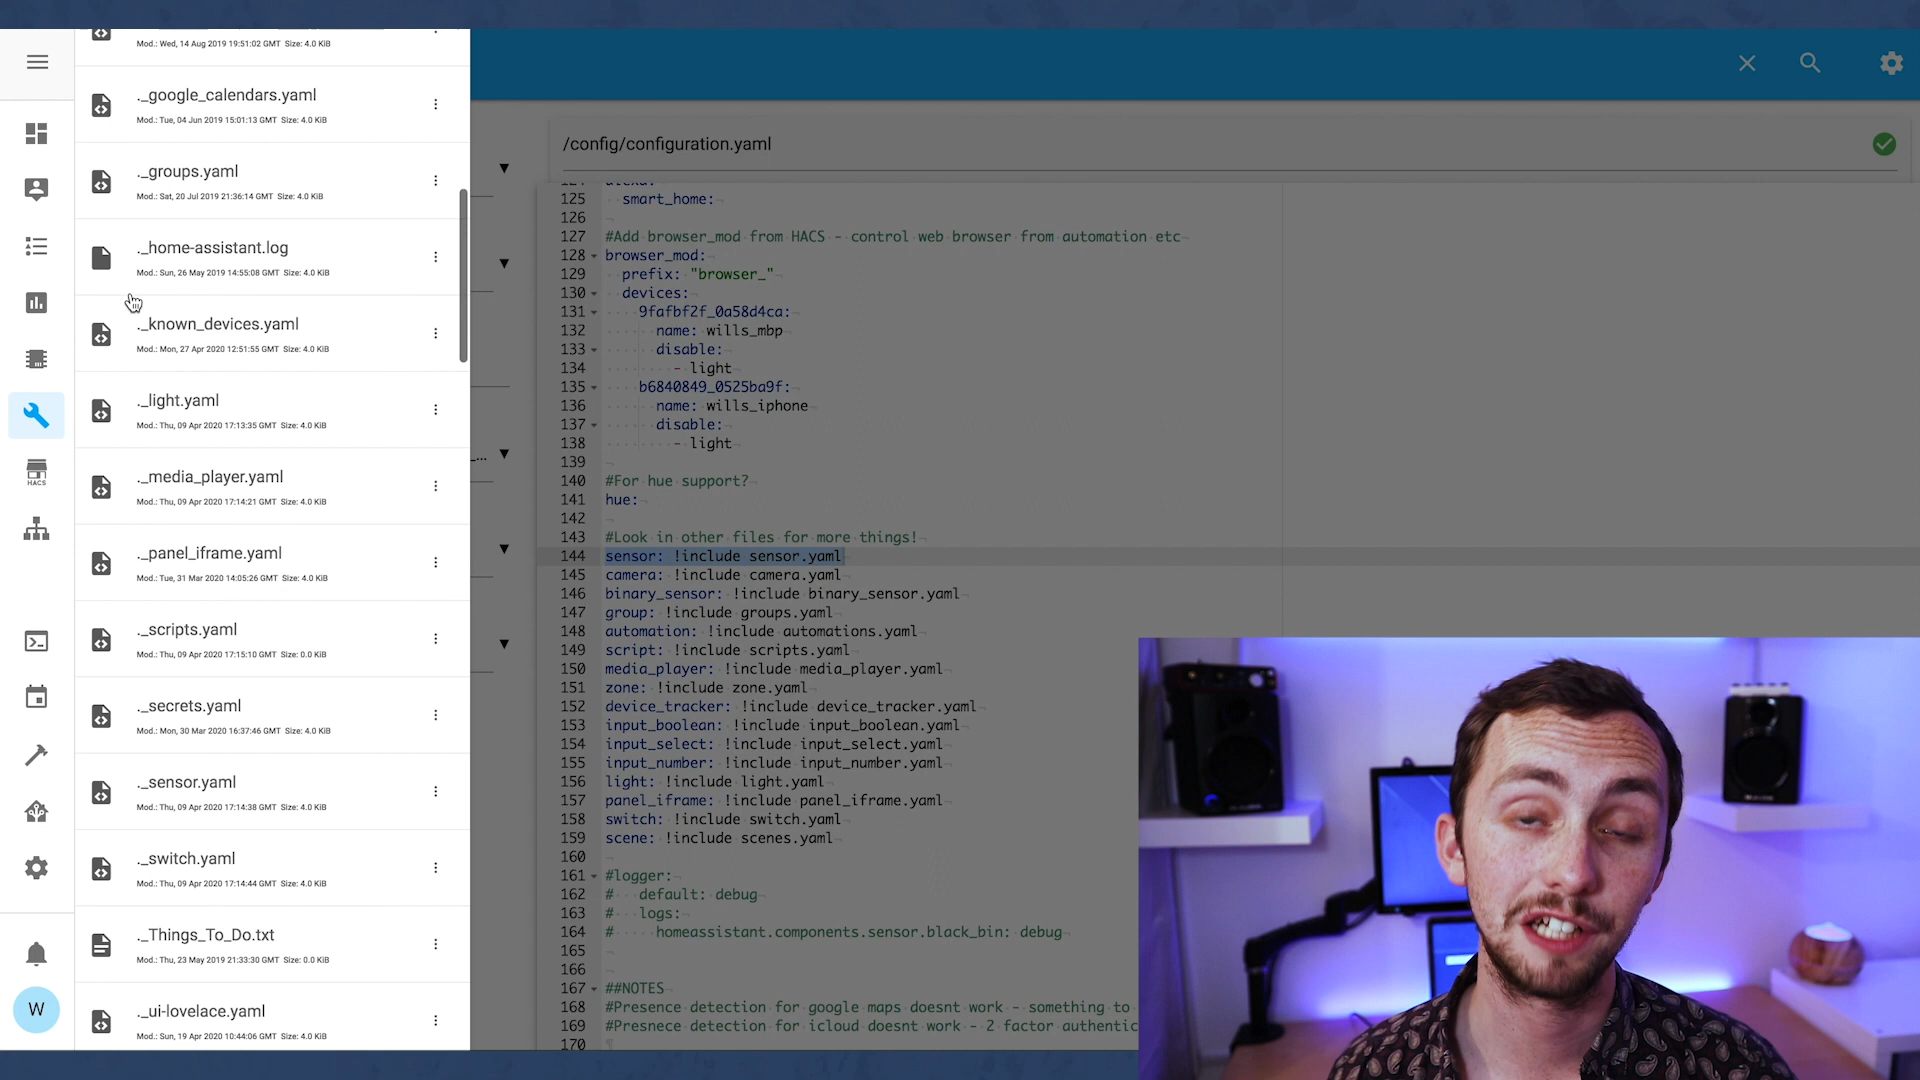 Mod.: Wed, 14 Aug 2019 19:51:02 GMT Size: 4.0 KiB
._google_calendars.yaml
Mod.: Tue, 04 Jun 2019 15:01:13 GMT Size: 4.0 KiB
._groups.yaml
Mod.: Sat, 20 Jul 2019 21:36:14 GMT Size: 4.0 KiB
._home-assistant.log
Mod.: Sun, 26 May 2019 14:55:08 GMT Size: 4.0 KiB
._known_devices.yaml
Mod.: Mon, 27 Apr 2020 12:51:55 GMT Size: 4.0 KiB
._light.yaml
Mod.: Thu, 09 Apr 2020 17:13:35 GMT Size: 4.0 KiB
._media_player.yaml
Mod.: Thu, 09 Apr 2020 17:14:21 GMT Size: 4.0 KiB
._panel_iframe.yaml
Mod.: Tue, 31 Mar 2020 14:05:26 GMT Size: 4.0 KiB
._scripts.yaml
Mod.: Thu, 09 Apr 2020 17:15:10 GMT Size: 0.0 KiB
._secrets.yaml
Mod.: Mon, 30 Mar 2020 16:37:46 GMT Size: 4.0 KiB
._sensor.yaml
Mod.: Thu, 09 Apr 2020 17:14:38 GMT Size: 4.0 KiB
._switch.yaml
Mod.: Thu, 09 Apr 2020 17:14:44 GMT Size: 4.0 KiB
._Things_To_Do.txt
Mod.: Thu, 23 May 2019 21:33:30 GMT Size: 0.0 KiB
._ui-lovelace.yaml
Mod.: Sun, 19 Apr 2020 10:44:06 GMT Size: 4.0 KiB
HACS
W
/config/configuration.yaml
125 smart_home:
126
127 #Add browser_mod from HACS - control web browser from automation etc
128 browser_mod:
129 prefix: "browser_"
130 devices:
131 9fafbf2f_0a58d4ca:
132 name: wills_mbp
133 disable:
134 - light
135 b6840849_0525ba9f:
136 name: wills_iphone
137 disable:
138 - light
139
140 #For hue support?
141 hue:
142
143 #Look in other files for more things!
144 sensor: !include sensor.yaml
145 camera: !include camera.yaml
146 binary_sensor: !include binary_sensor.yaml
147 group: !include groups.yaml
148 automation: !include automations.yaml
149 script: !include scripts.yaml
150 media_player: !include media_player.yaml
151 zone: !include zone.yaml
152 device_tracker: !include device_tracker.yaml
153 input_boolean: !include input_boolean.yaml
154 input_select: !include input_select.yaml
155 input_number: !include input_number.yaml
156 light: !include light.yaml
157 panel_iframe: !include panel_iframe.yaml
158 switch: !include switch.yaml
159 scene: !include scenes.yaml
160
161 #logger:
162 # default: debug
163 # logs:
164 # homeassistant.components.sensor.black_bin: debug
165
166
167 ##NOTES
168 #Presence detection for google maps doesnt work - something to
169 #Presnece detection for icloud doesnt work - 2 factor authentic
170